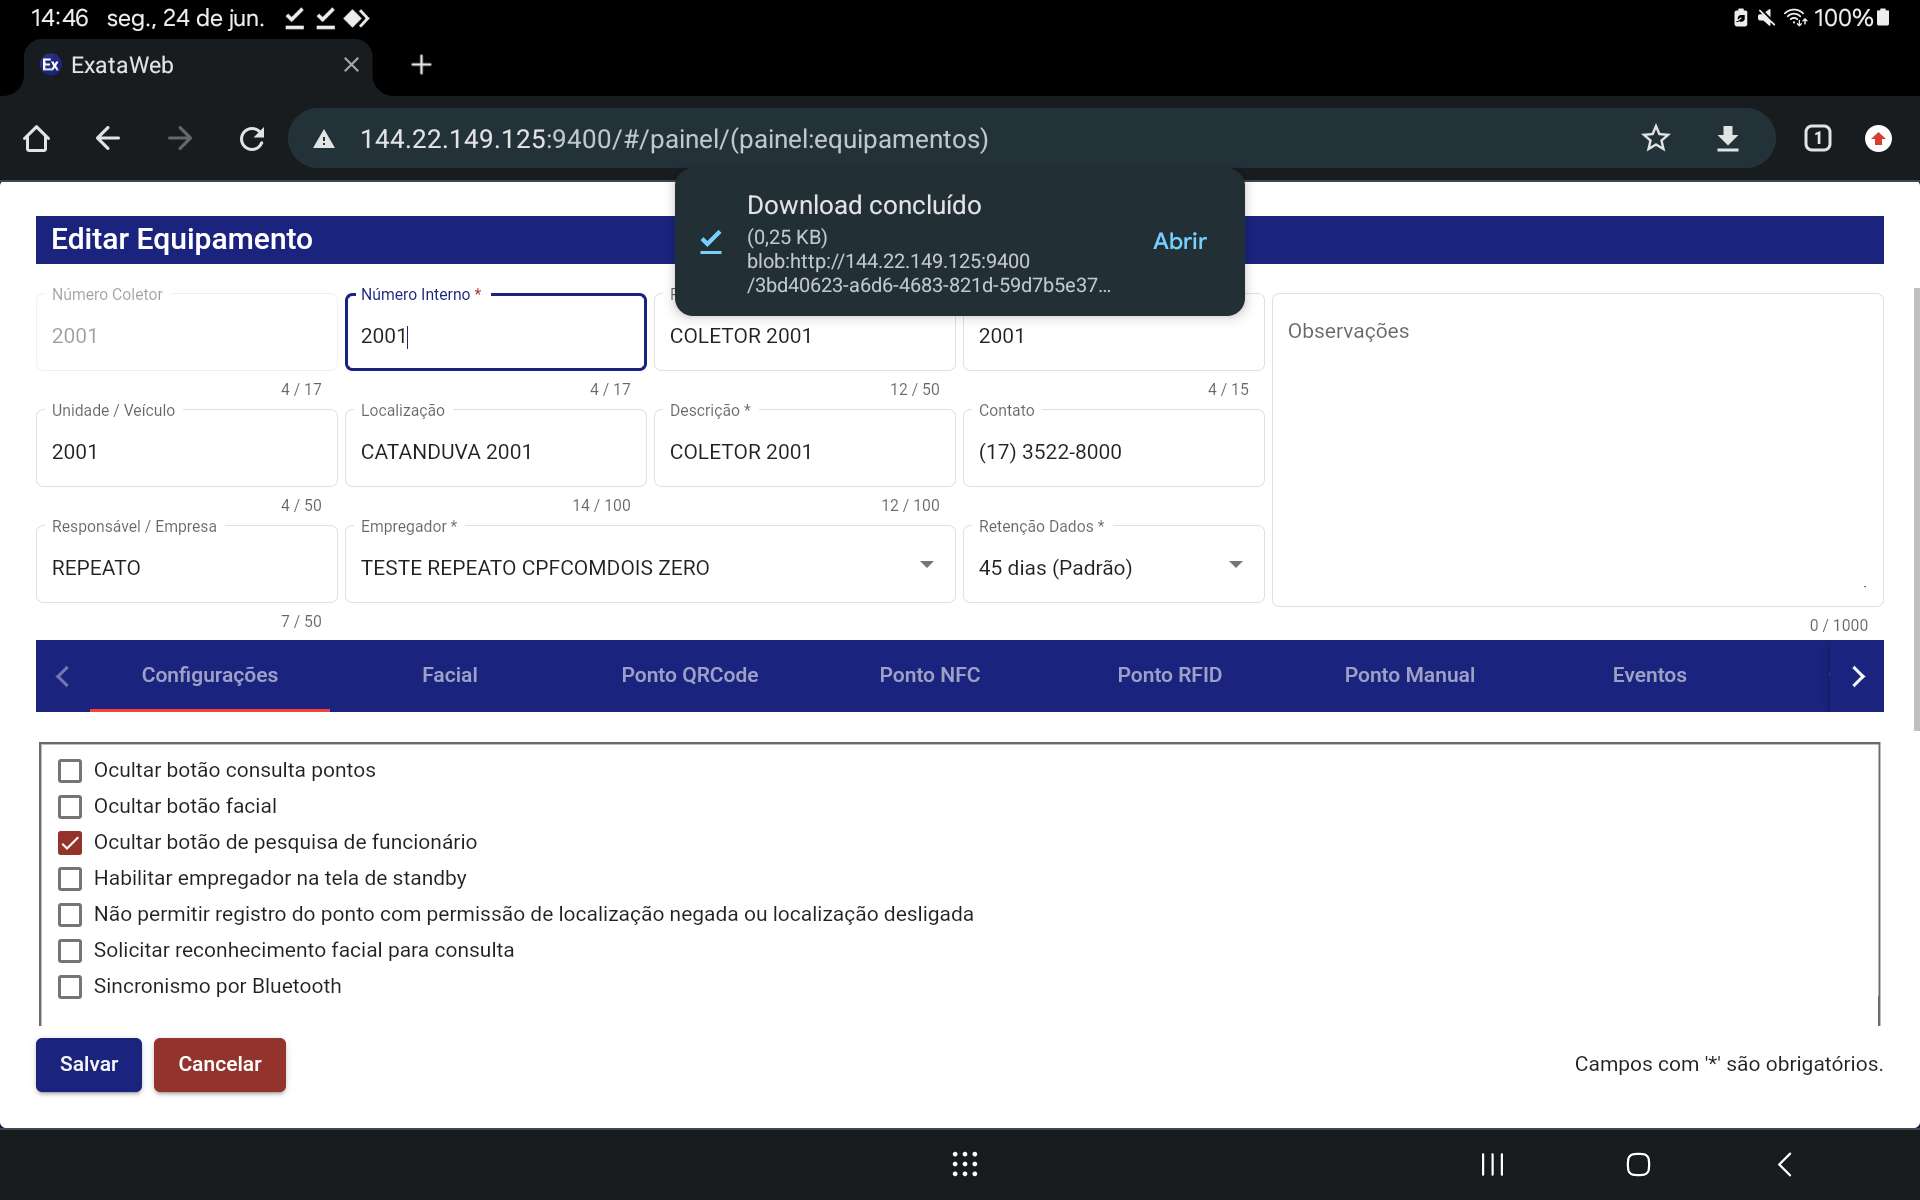 14:46 seg., 24 de jun.
100%
Ex ExataWeb
144.22.149.125:9400/#/painel/(painel:equipamentos)
1
Download concluído
(0,25 KB)
blob:http://144.22.149.125:9400
/3bd40623-a6d6-4683-821d-59d7b5e37...
Abrir
Editar Equipamento
Número Coletor
2001
4 / 17
Número Interno *
2001
4 / 17
COLETOR 2001
12 / 50
2001
4 / 15
Observações
0 / 1000
Unidade / Veículo
2001
4 / 50
Localização
CATANDUVA 2001
14 / 100
Descrição *
COLETOR 2001
12 / 100
Contato
(17) 3522-8000
Responsável / Empresa
REPEATO
7 / 50
Empregador *
TESTE REPEATO CPFCOMDOIS ZERO
Retenção Dados *
45 dias (Padrão)
Configurações
Facial
Ponto QRCode
Ponto NFC
Ponto RFID
Ponto Manual
Eventos
Ocultar botão consulta pontos
Ocultar botão facial
Ocultar botão de pesquisa de funcionário
Habilitar empregador na tela de standby
Não permitir registro do ponto com permissão de localização negada ou localização desligada
Solicitar reconhecimento facial para consulta
Sincronismo por Bluetooth
Salvar
Cancelar
Campos com '*' são obrigatórios.